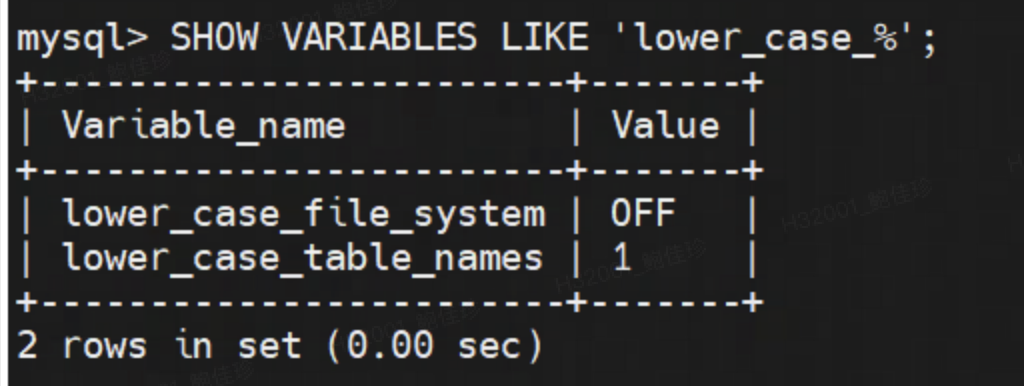 mysql> SHOW VARIABLES LIKE 'lower_case_%';
+------------------------+-------+
| Variable_name          | Value |
+------------------------+-------+
| lower_case_file_system | OFF   |
| lower_case_table_names | 1     |
+------------------------+-------+
2 rows in set (0.00 sec)
H32001_鲍佳珍